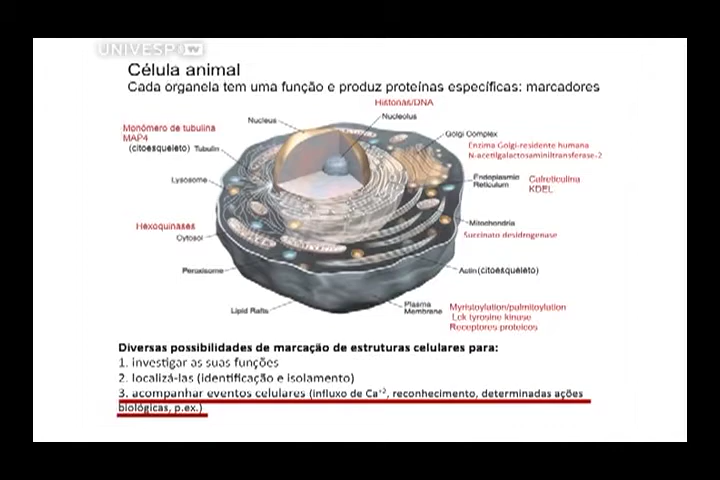 UNIVESP TV
Célula animal
Cada organela tem uma função e produz proteínas específicas: marcadores
Histonas/DNA
Nucleus
Nucleolus
Monômero de tubulina
MAP4
(citoesqueleto) Tubulin
Golgi Complex
Enzima Golgi-residente humana
N-acetilgalactosaminiltransferase-2
Lysosome
Endoplasmic
Reticulum
Calreticulina
KDEL
Hexoquinases
Cytosol
Mitochondria
Succinato desidrogenase
Peroxisome
Actin (citoesqueleto)
Lipid Rafts
Plasma
Membrane
Myristoylation/palmitoylation
Lck tyrosine kinase
Receptores proteicos
Diversas possibilidades de marcação de estruturas celulares para:
1. investigar as suas funções
2. localizá-las (identificação e isolamento)
3. acompanhar eventos celulares (influxo de Ca+2, reconhecimento, determinadas ações
biológicas, p.ex.)